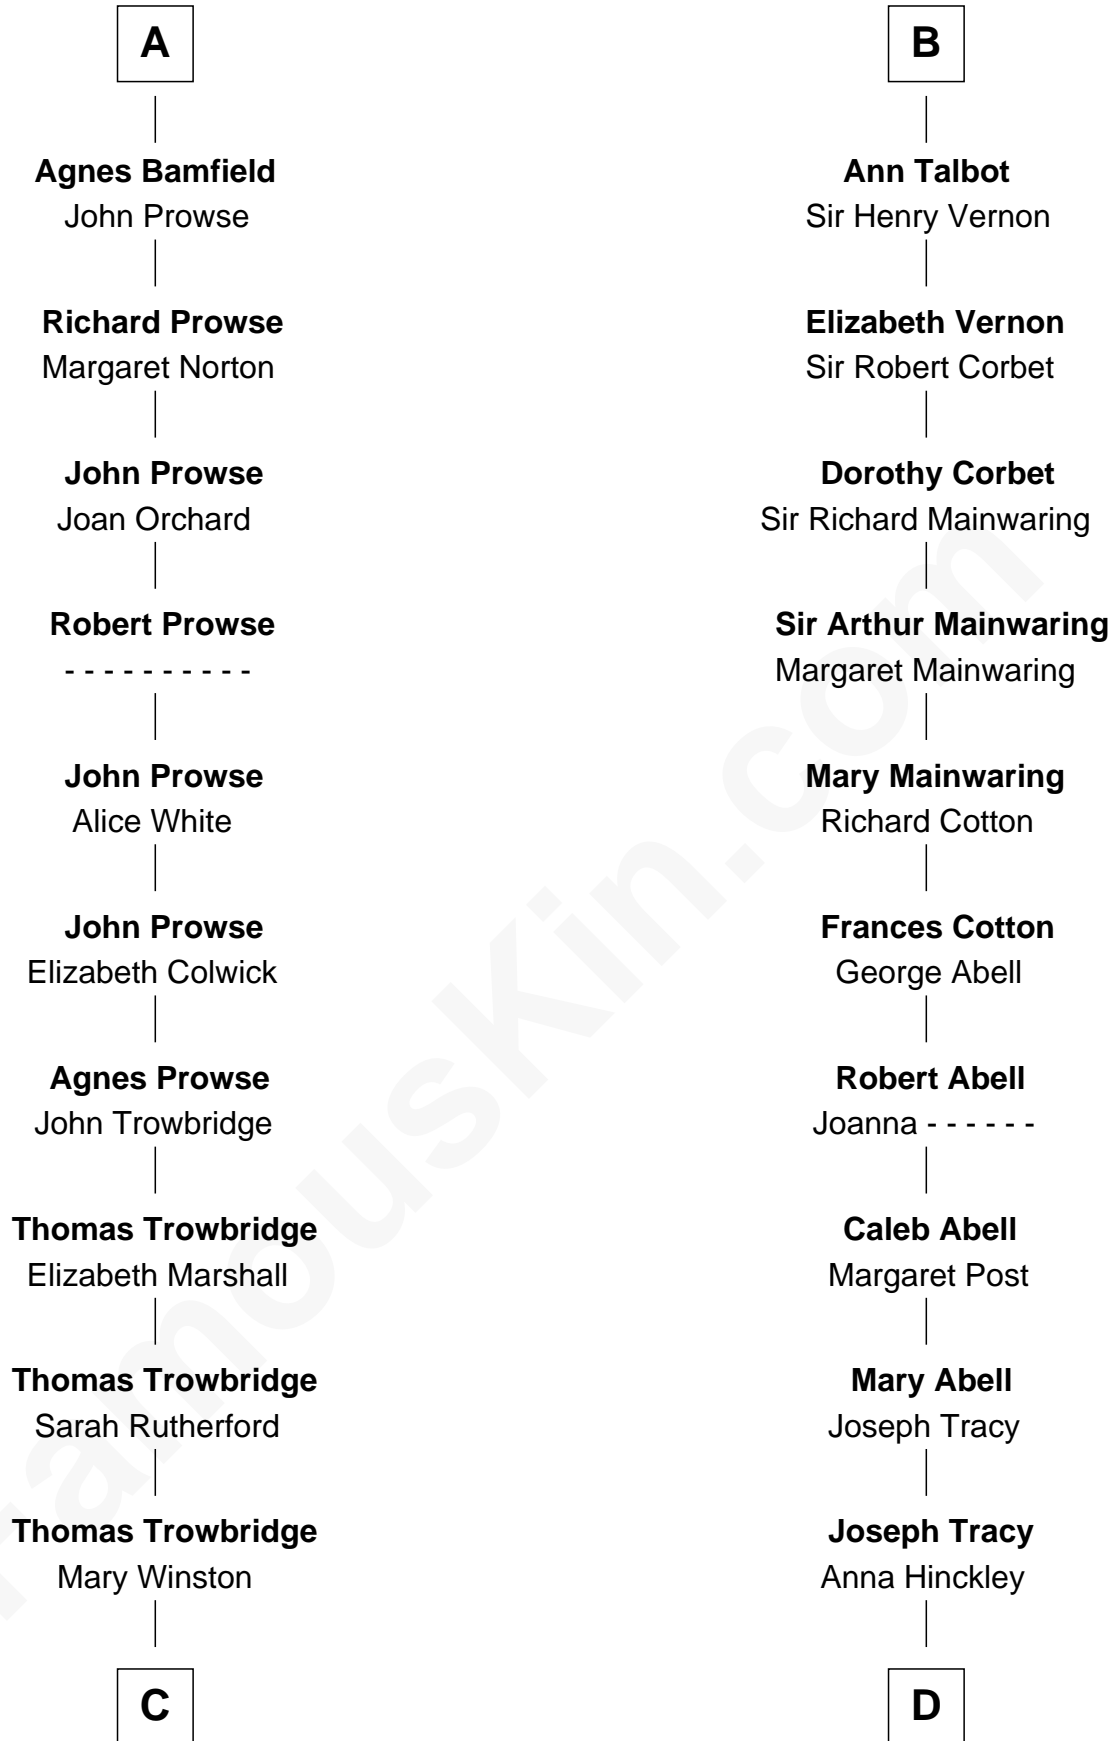 A
Agnes Bamfield
John Prowse
Richard Prowse
Margaret Norton
John Prowse
Joan Orchard
Robert Prowse
- - - - - - - - - -
John Prowse
Alice White
John Prowse
Elizabeth Colwick
Agnes Prowse
John Trowbridge
Thomas Trowbridge
Elizabeth Marshall
Thomas Trowbridge
Sarah Rutherford
Thomas Trowbridge
Mary Winston
C
B
Ann Talbot
Sir Henry Vernon
Elizabeth Vernon
Sir Robert Corbet
Dorothy Corbet
Sir Richard Mainwaring
Sir Arthur Mainwaring
Margaret Mainwaring
Mary Mainwaring
Richard Cotton
Frances Cotton
George Abell
Robert Abell
Joanna - - - - - -
Caleb Abell
Margaret Post
Mary Abell
Joseph Tracy
Joseph Tracy
Anna Hinckley
D
FamousKin.com